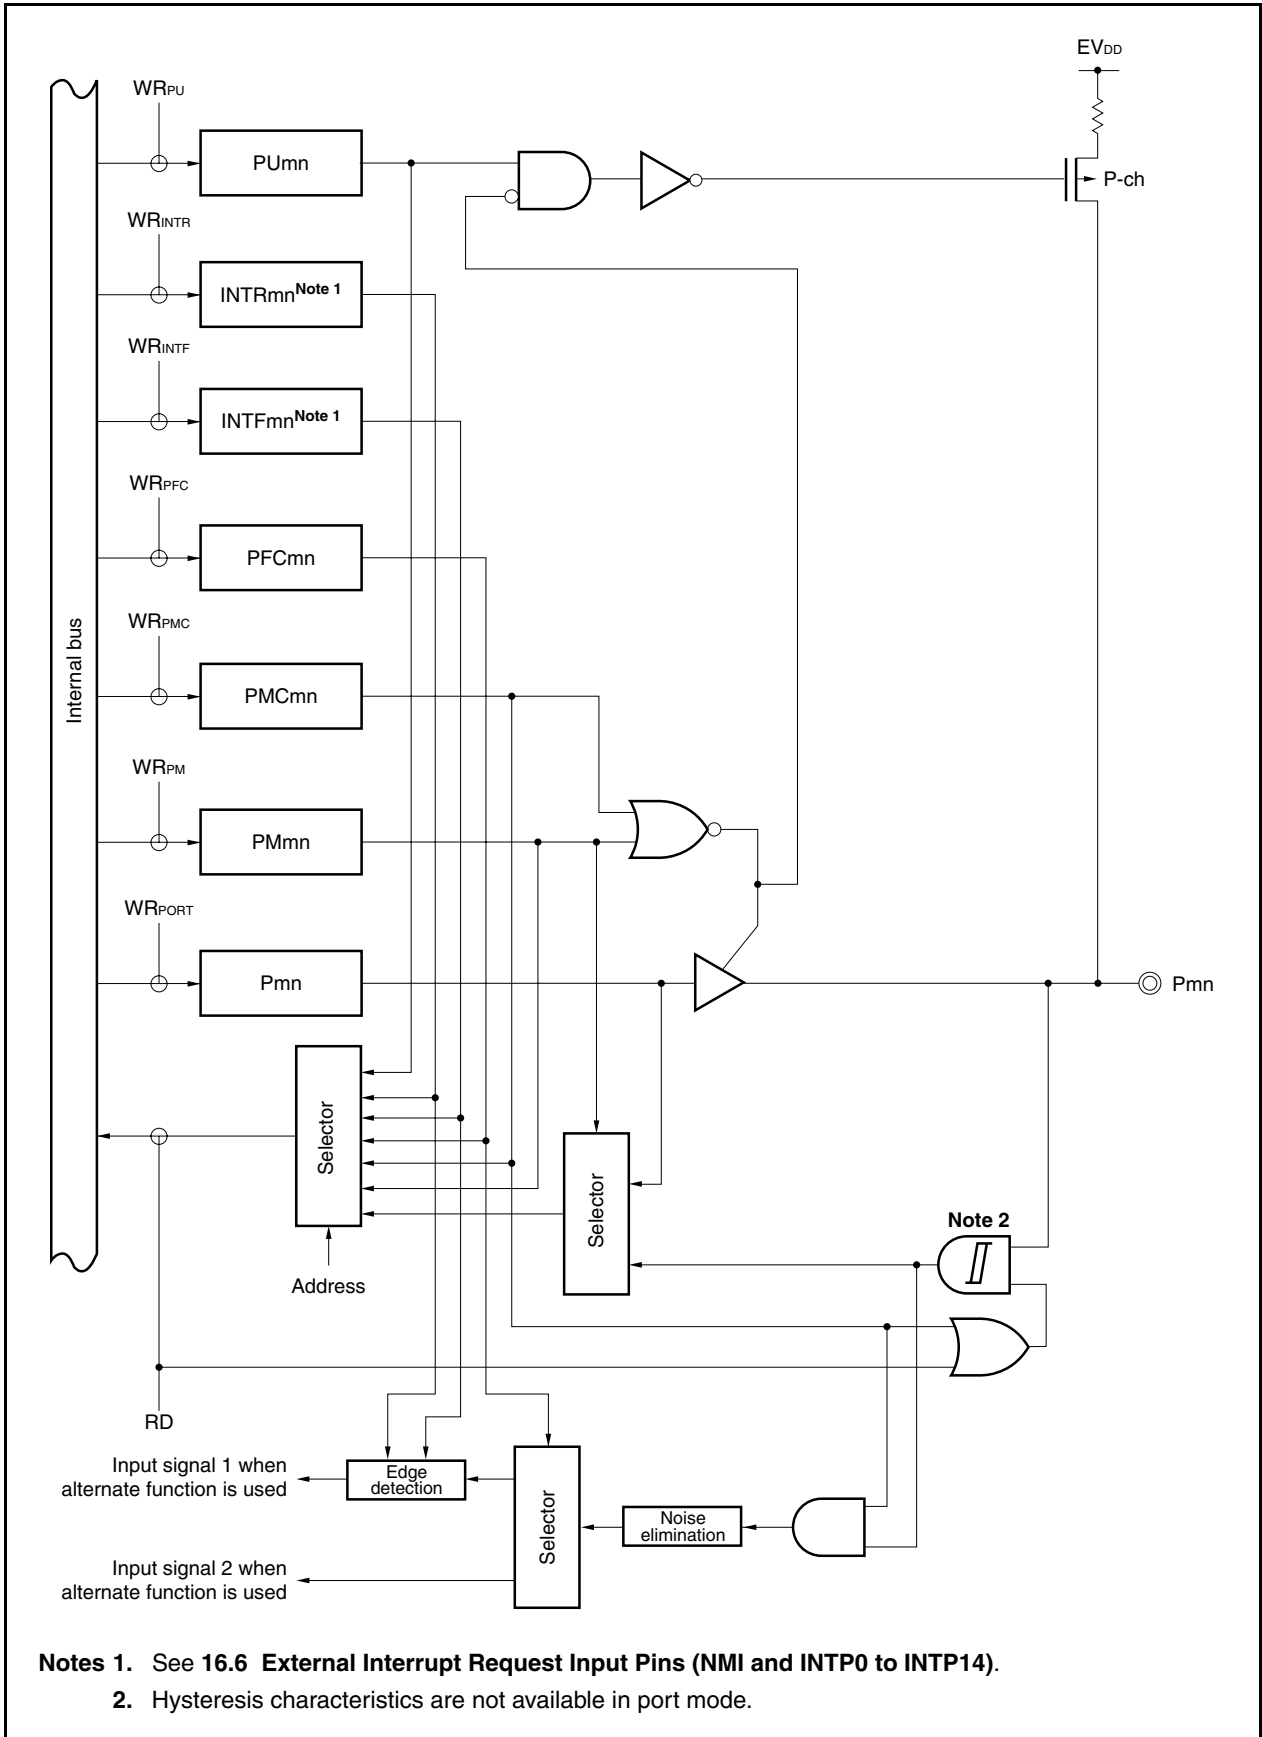 EVDD
WRPU
PUmn
P-ch
WRINTR
INTRmnNote 1
WRINTF
INTFmnNote 1
WRPFC
PFCmn
WRPMC
Internal bus
PMCmn
WRPM
PMmn
WRPORT
Pmn
Pmn
Selector
Selector
Note 2
Address
RD
Input signal 1 when
alternate function is used
Edge
detection
Selector
Noise
elimination
Input signal 2 when
alternate function is used
Notes 1. See 16.6 External Interrupt Request Input Pins (NMI and INTP0 to INTP14).
2. Hysteresis characteristics are not available in port mode.